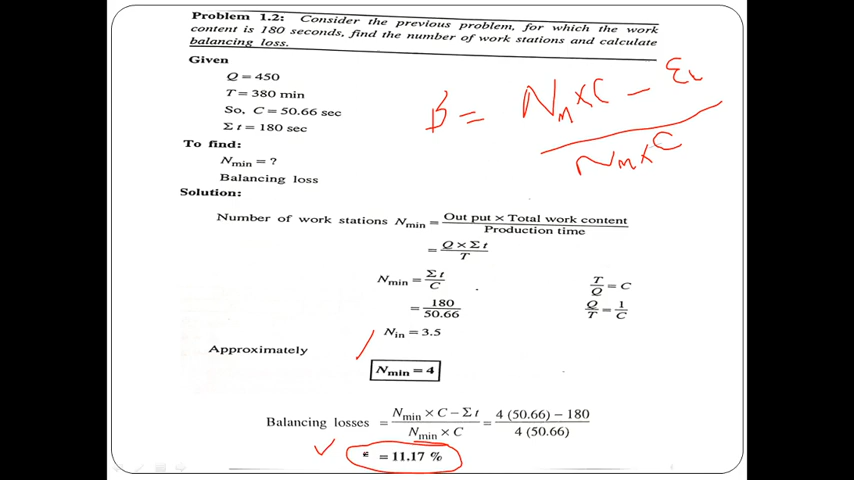 Problem 1.2: Consider the previous problem, for which the work
content is 180 seconds, find the number of work stations and calculate
balancing loss.
Given
Q = 450
T = 380 min
So, C = 50.66 sec
Σ t = 180 sec
B = (N_m × C − Σt) / (N_m × C)
To find:
N_min = ?
Balancing loss
Solution:
Number of work stations N_min = Out put × Total work content / Production time
= Q × Σ t / T
N_min = Σ t / C
T / Q = C
= 180 / 50.66
Q / T = 1 / C
N_in = 3.5
Approximately
N_min = 4
Balancing losses = N_min × C − Σ t / N_min × C = 4 (50.66) − 180 / 4 (50.66)
= 11.17 %